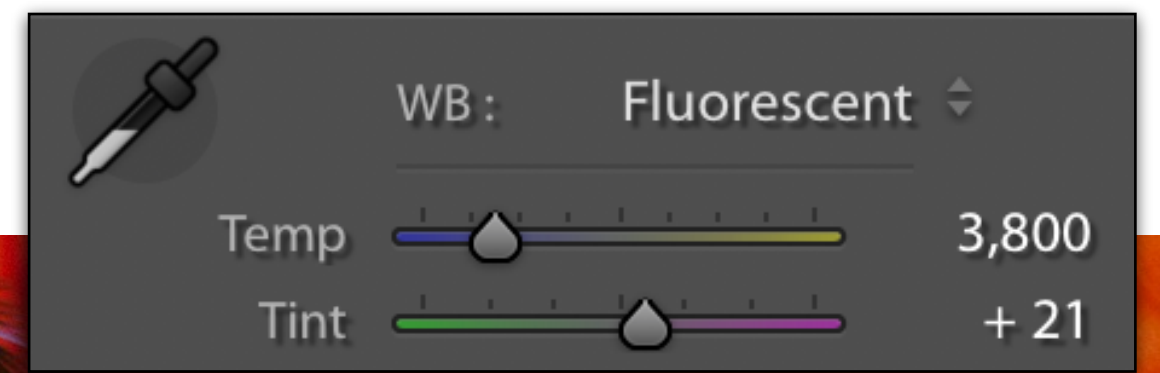 WB : Fluorescent
Temp 3,800
Tint + 21